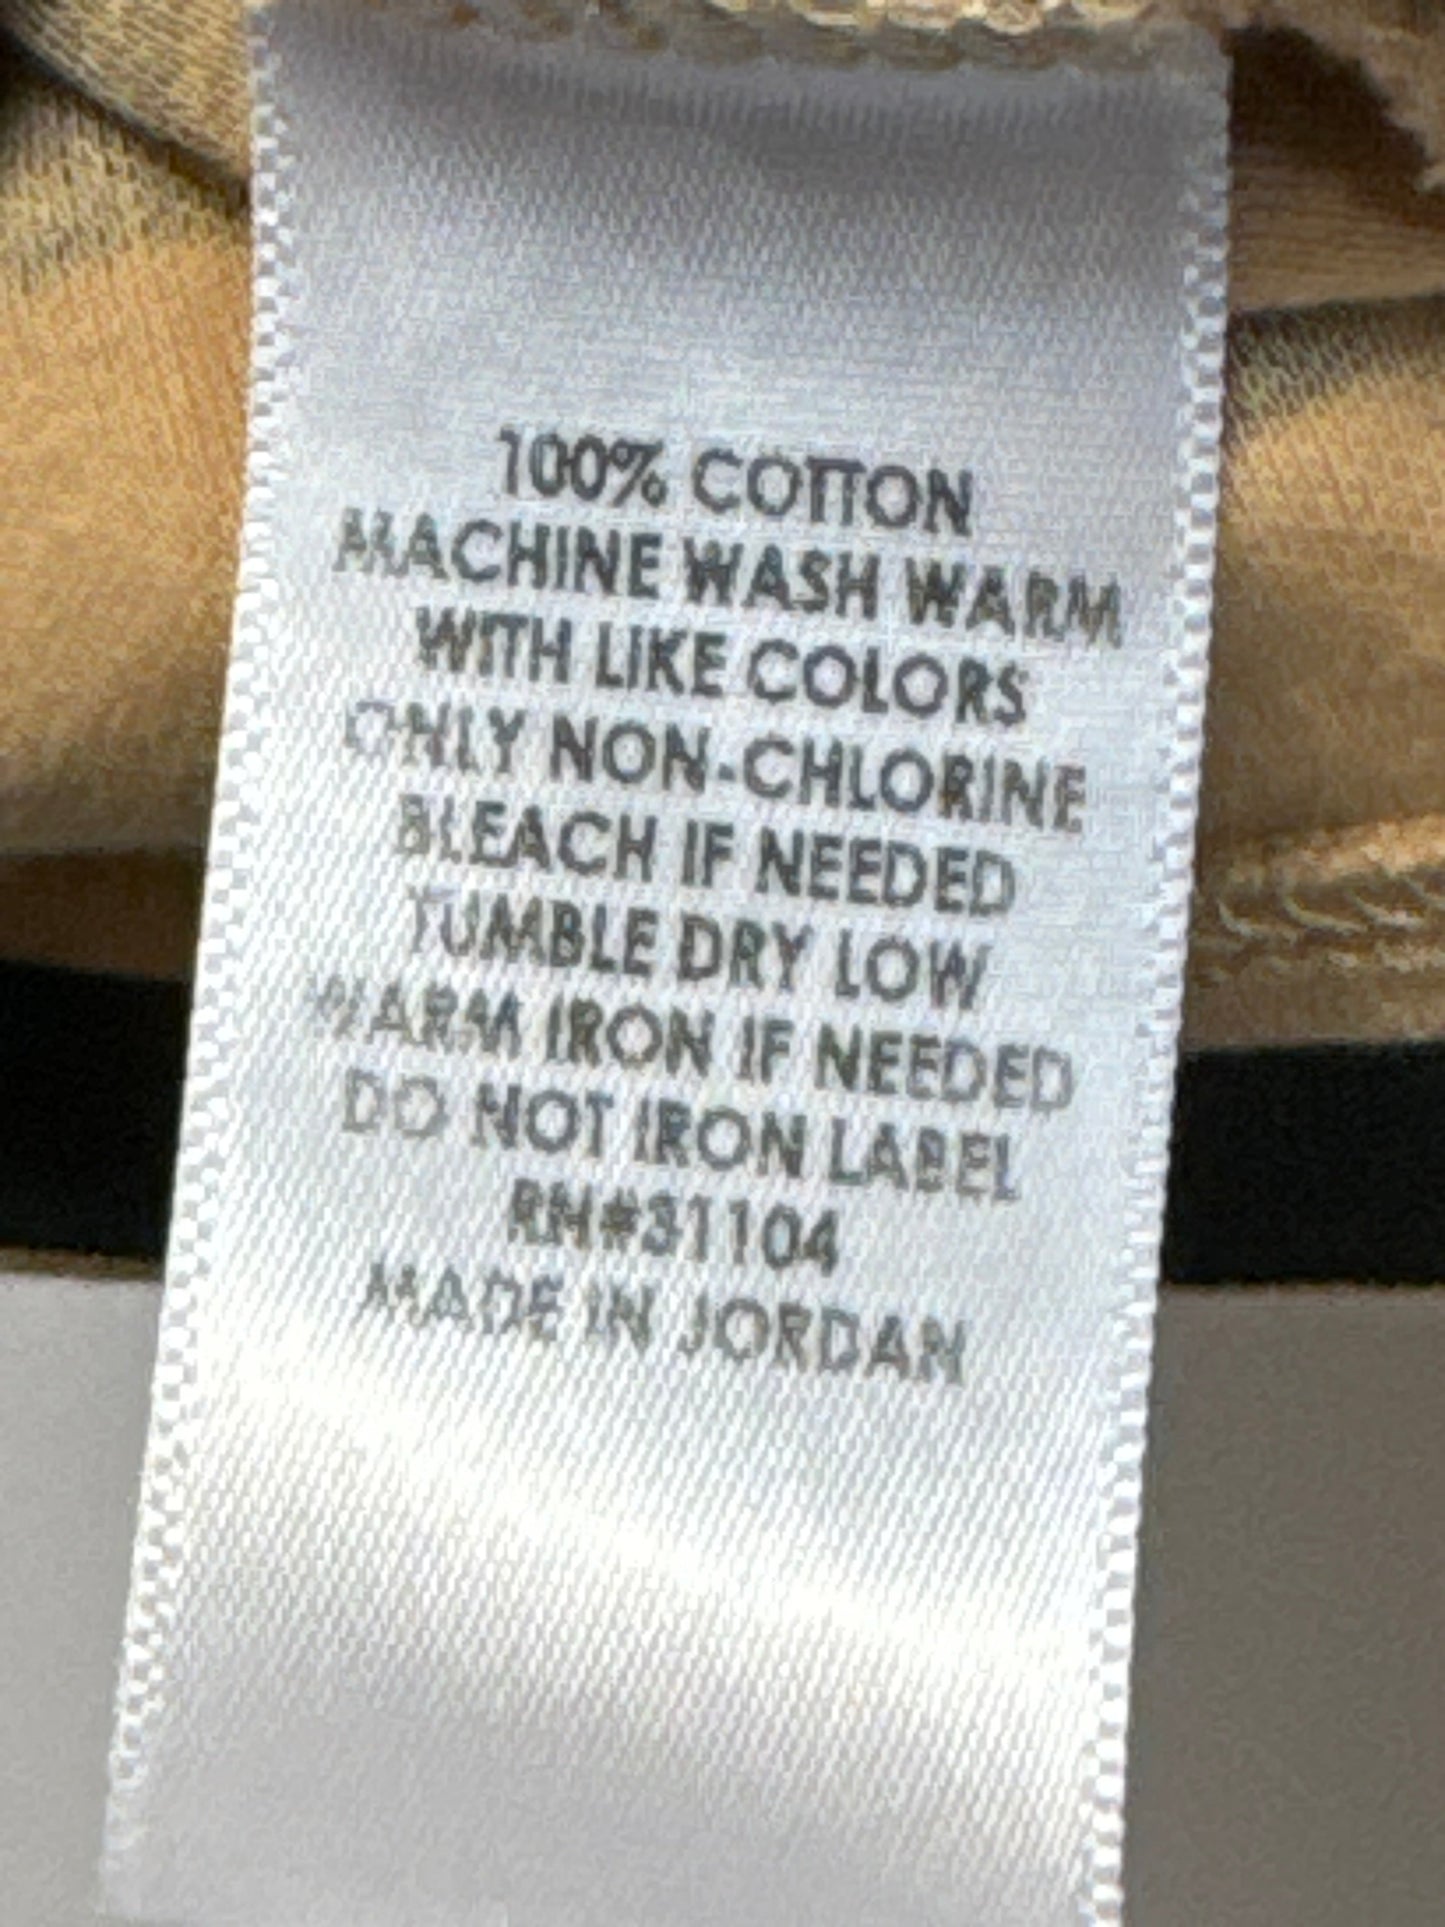 100% COTTON
MACHINE WASH WARM
WITH LIKE COLORS
ONLY NON-CHLORINE
BLEACH IF NEEDED
TUMBLE DRY LOW
WARM IRON IF NEEDED
DO NOT IRON LABEL
RN#31104
MADE IN JORDAN